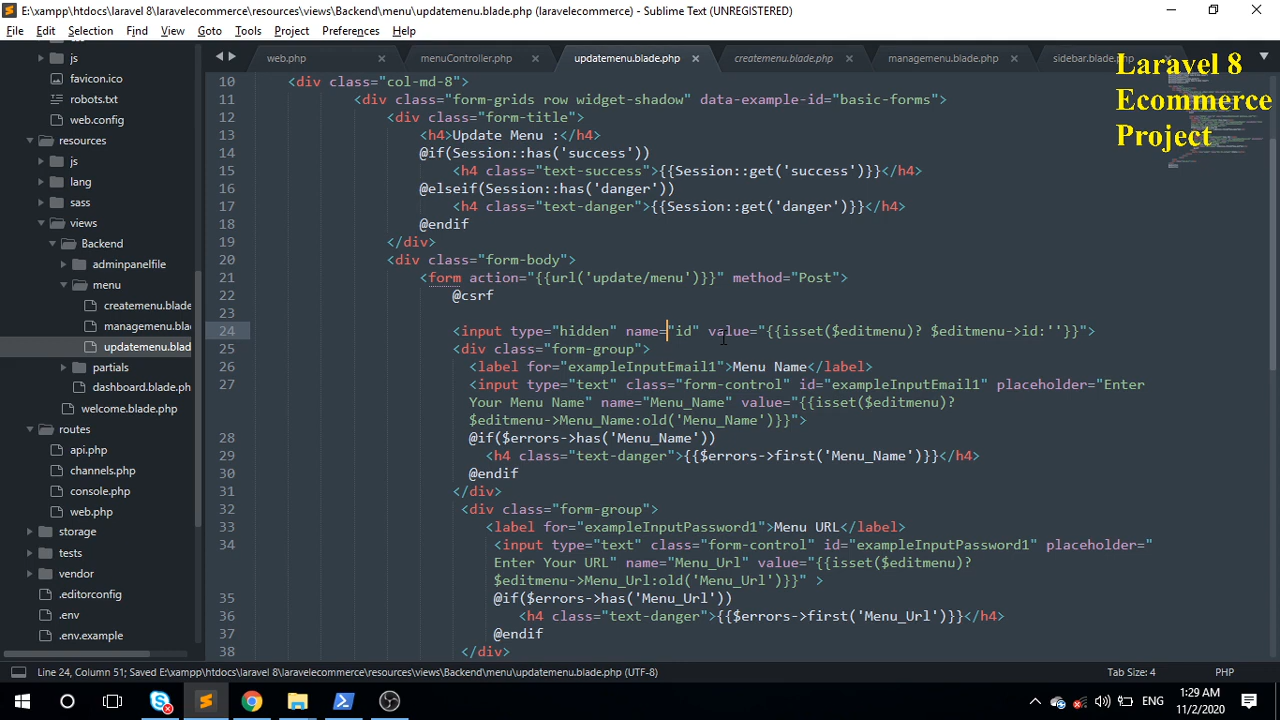 E:\xampp\htdocs\laravel 8\laravelecommerce\resources\views\Backend\menu\updatemenu.blade.php (laravelecommerce) - Sublime Text (UNREGISTERED)
File Edit Selection Find View Goto Tools Project Preferences Help
web.php menuController.php updatemenu.blade.php createmenu.blade.php managemenu.blade.php sidebar.blade.php
Laravel 8
Ecommerce
Project
js
favicon.ico
robots.txt
web.config
resources
js
lang
sass
views
Backend
adminpanelfile
menu
createmenu.blade
managemenu.bla
updatemenu.blad
partials
dashboard.blade.ph
welcome.blade.php
routes
api.php
channels.php
console.php
web.php
storage
tests
vendor
.editorconfig
.env
.env.example
10 <div class="col-md-8">
11 <div class="form-grids row widget-shadow" data-example-id="basic-forms">
12 <div class="form-title">
13 <h4>Update Menu :</h4>
14 @if(Session::has('success'))
15 <h4 class="text-success">{{Session::get('success')}}</h4>
16 @elseif(Session::has('danger'))
17 <h4 class="text-danger">{{Session::get('danger')}}</h4>
18 @endif
19 </div>
20 <div class="form-body">
21 <form action="{{url('update/menu')}}" method="Post">
22 @csrf
23
24 <input type="hidden" name="id" value="{{isset($editmenu)? $editmenu->id:''}}">
25 <div class="form-group">
26 <label for="exampleInputEmail1">Menu Name</label>
27 <input type="text" class="form-control" id="exampleInputEmail1" placeholder="Enter
Your Menu Name" name="Menu_Name" value="{{isset($editmenu)?
$editmenu->Menu_Name:old('Menu_Name')}}">
28 @if($errors->has('Menu_Name'))
29 <h4 class="text-danger">{{$errors->first('Menu_Name')}}</h4>
30 @endif
31 </div>
32 <div class="form-group">
33 <label for="exampleInputPassword1">Menu URL</label>
34 <input type="text" class="form-control" id="exampleInputPassword1" placeholder="
Enter Your URL" name="Menu_Url" value="{{isset($editmenu)?
$editmenu->Menu_Url:old('Menu_Url')}}" >
35 @if($errors->has('Menu_Url'))
36 <h4 class="text-danger">{{$errors->first('Menu_Url')}}</h4>
37 @endif
38 </div>
Line 24, Column 51; Saved E:\xampp\htdocs\laravel 8\laravelecommerce\resources\views\Backend\menu\updatemenu.blade.php (UTF-8) Tab Size: 4 PHP
ENG
1:29 AM
11/2/2020